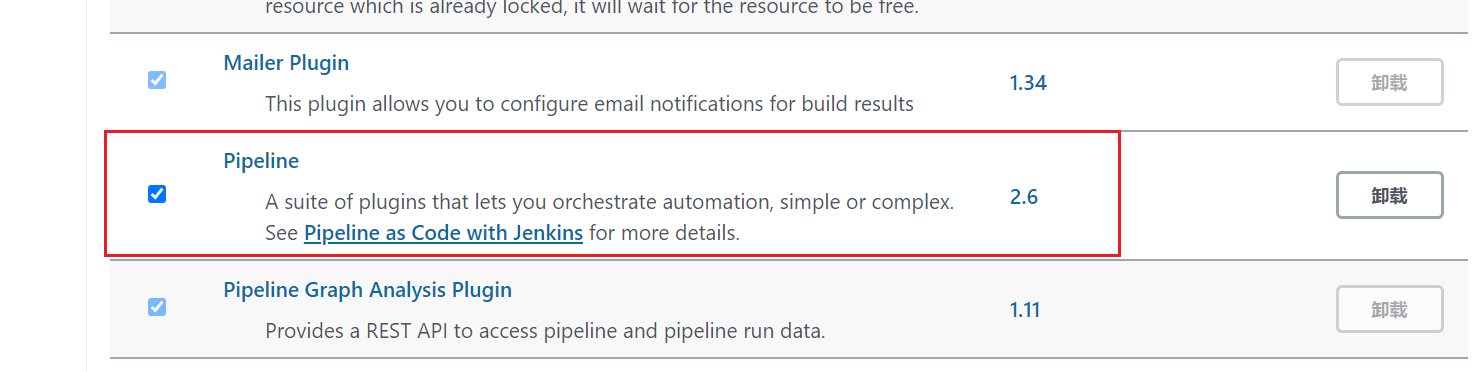 resource which is already locked, it will wait for the resource to be free.
Mailer Plugin
1.34
卸载
This plugin allows you to configure email notifications for build results
Pipeline
A suite of plugins that lets you orchestrate automation, simple or complex.
2.6
卸载
See Pipeline as Code with Jenkins for more details.
Pipeline Graph Analysis Plugin
1.11
卸载
Provides a REST API to access pipeline and pipeline run data.